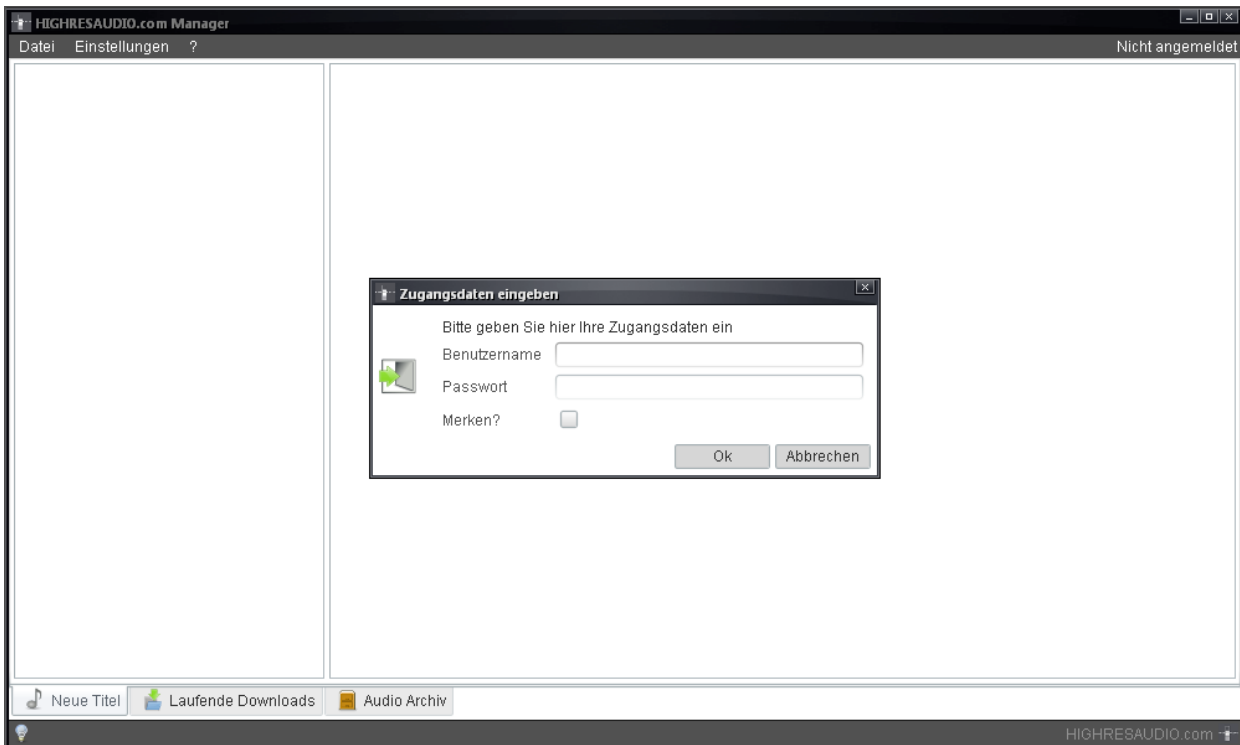 HIGHRESAUDIO.com Manager
Datei Einstellungen ? Nicht angemeldet
Zugangsdaten eingeben
Bitte geben Sie hier Ihre Zugangsdaten ein
Benutzername
Passwort
Merken?
Ok Abbrechen
Neue Titel Laufende Downloads Audio Archiv
HIGHRESAUDIO.com